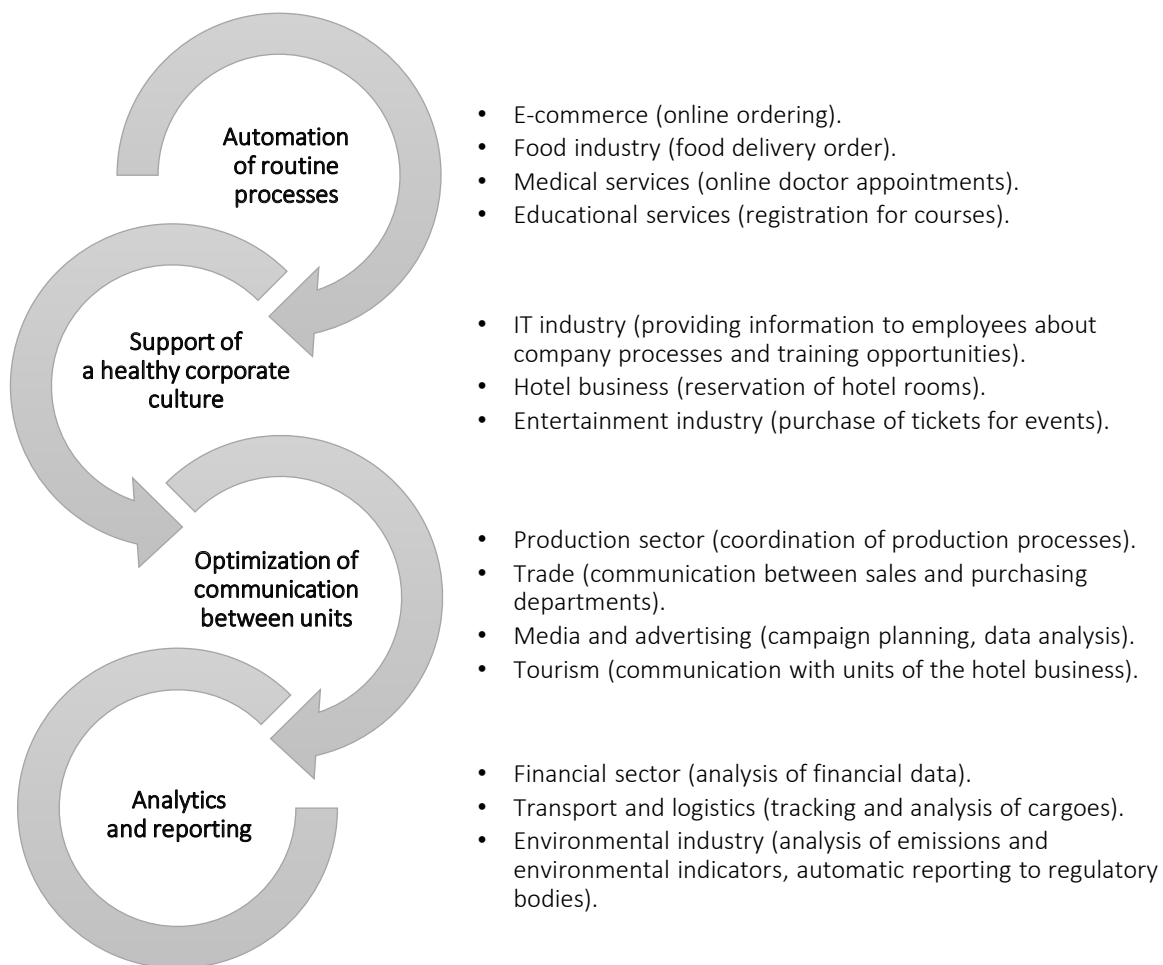 Automation
of routine
processes
• E-commerce (online ordering).
• Food industry (food delivery order).
• Medical services (online doctor appointments).
• Educational services (registration for courses).
Support of
a healthy corporate
culture
• IT industry (providing information to employees about
company processes and training opportunities).
• Hotel business (reservation of hotel rooms).
• Entertainment industry (purchase of tickets for events).
Optimization of
communication
between units
• Production sector (coordination of production processes).
• Trade (communication between sales and purchasing
departments).
• Media and advertising (campaign planning, data analysis).
• Tourism (communication with units of the hotel business).
Analytics
and reporting
• Financial sector (analysis of financial data).
• Transport and logistics (tracking and analysis of cargoes).
• Environmental industry (analysis of emissions and
environmental indicators, automatic reporting to regulatory
bodies).